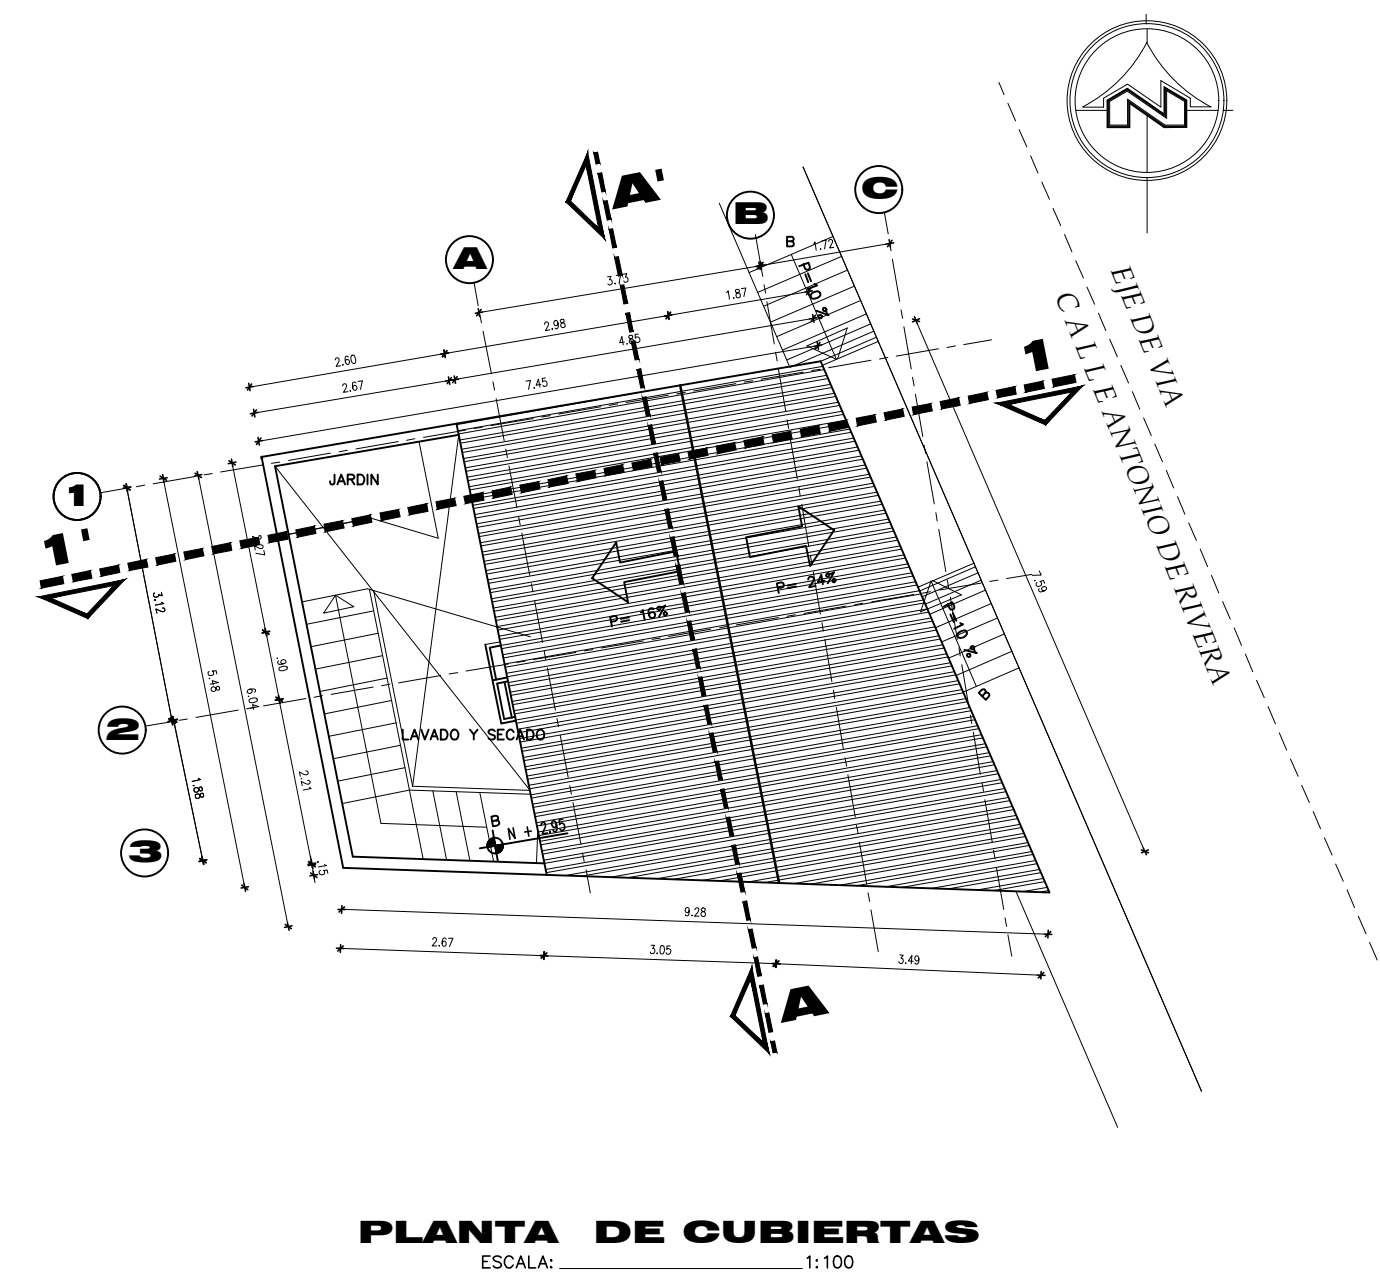 N
A'
C
B
B
1.72
A
P=10 %
3.73
1.87
EJE DE VIA
CALLE ANTONIO DE RIVERA
2.98
4.85
1
2.60
2.67
7.45
1
JARDIN
1'
P= 24%
P= 16%
7.59
3.12
P=10 %
.90
5.48
6.04
B
2
LAVADO Y SECADO
2.21
1.88
B
N + 2.95
3
.15
9.28
2.67
3.05
3.49
A
PLANTA DE CUBIERTAS
ESCALA: ____________________1:100